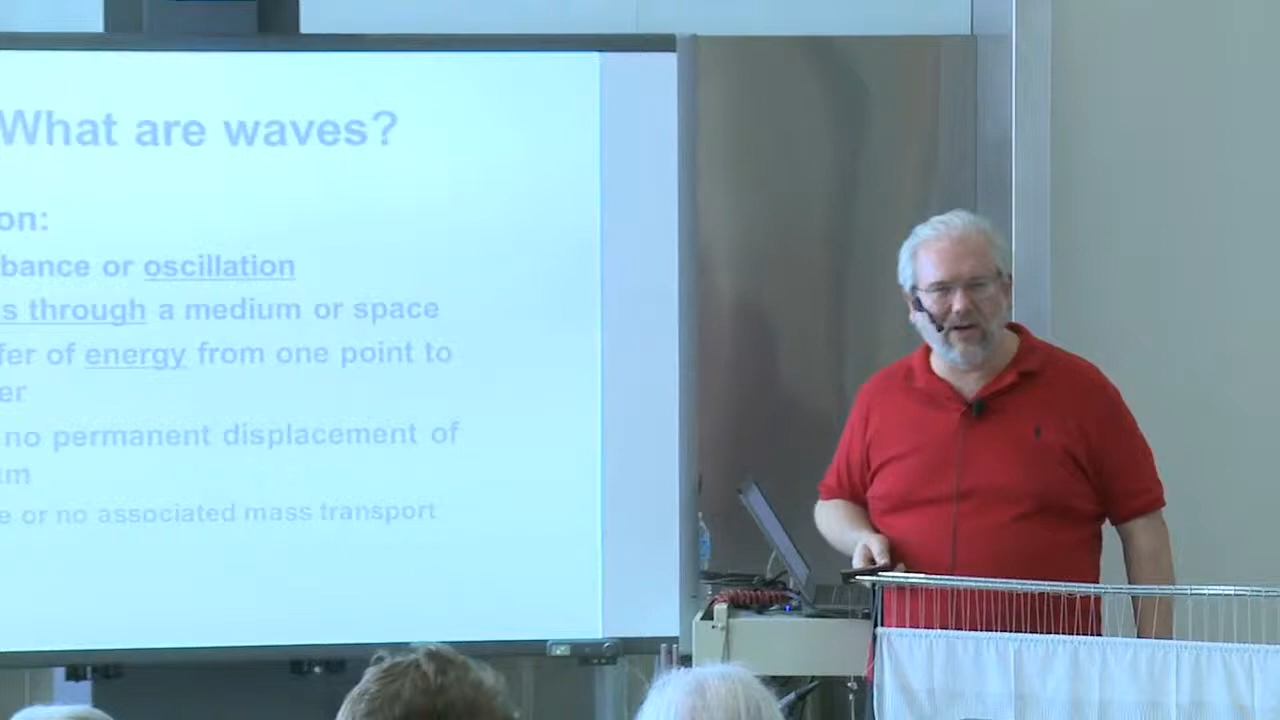 What are waves?
on:
bance or oscillation
s through a medium or space
fer of energy from one point to
er
no permanent displacement of
um
e or no associated mass transport